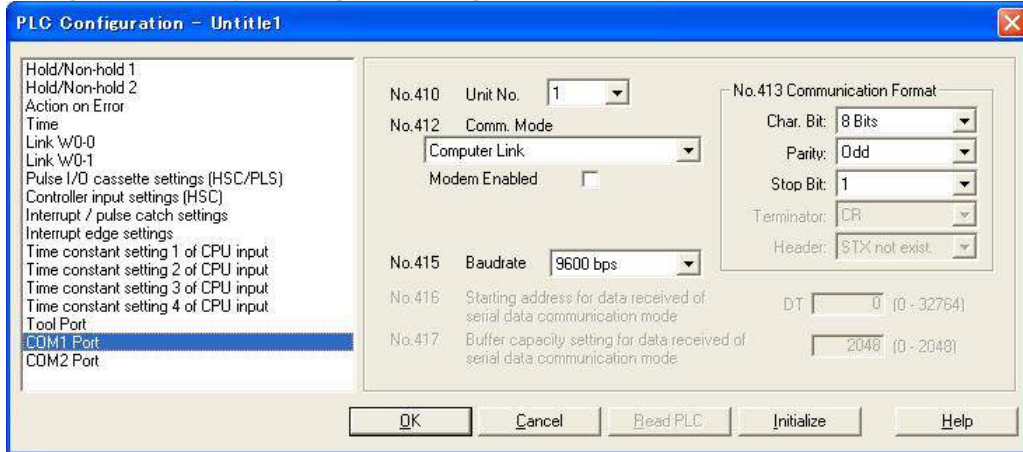 PLC Configuration - Untitle1
Hold/Non-hold 1
Hold/Non-hold 2
Action on Error
Time
Link W0-0
Link W0-1
Pulse I/O cassette settings (HSC/PLS)
Controller input settings (HSC)
Interrupt / pulse catch settings
Interrupt edge settings
Time constant setting 1 of CPU input
Time constant setting 2 of CPU input
Time constant setting 3 of CPU input
Time constant setting 4 of CPU input
Tool Port
COM1 Port
COM2 Port
No.410 Unit No. 1
No.412 Comm. Mode
Computer Link
Modem Enabled
No.413 Communication Format
Char. Bit: 8 Bits
Parity: Odd
Stop Bit: 1
Terminator: CR
Header: STX not exist.
No.415 Baudrate 9600 bps
No.416 Starting address for data received of
serial data communication mode
DT 0 (0 - 32764)
No.417 Buffer capacity setting for data received of
serial data communication mode
2048 (0 - 2048)
OK Cancel Read PLC Initialize Help